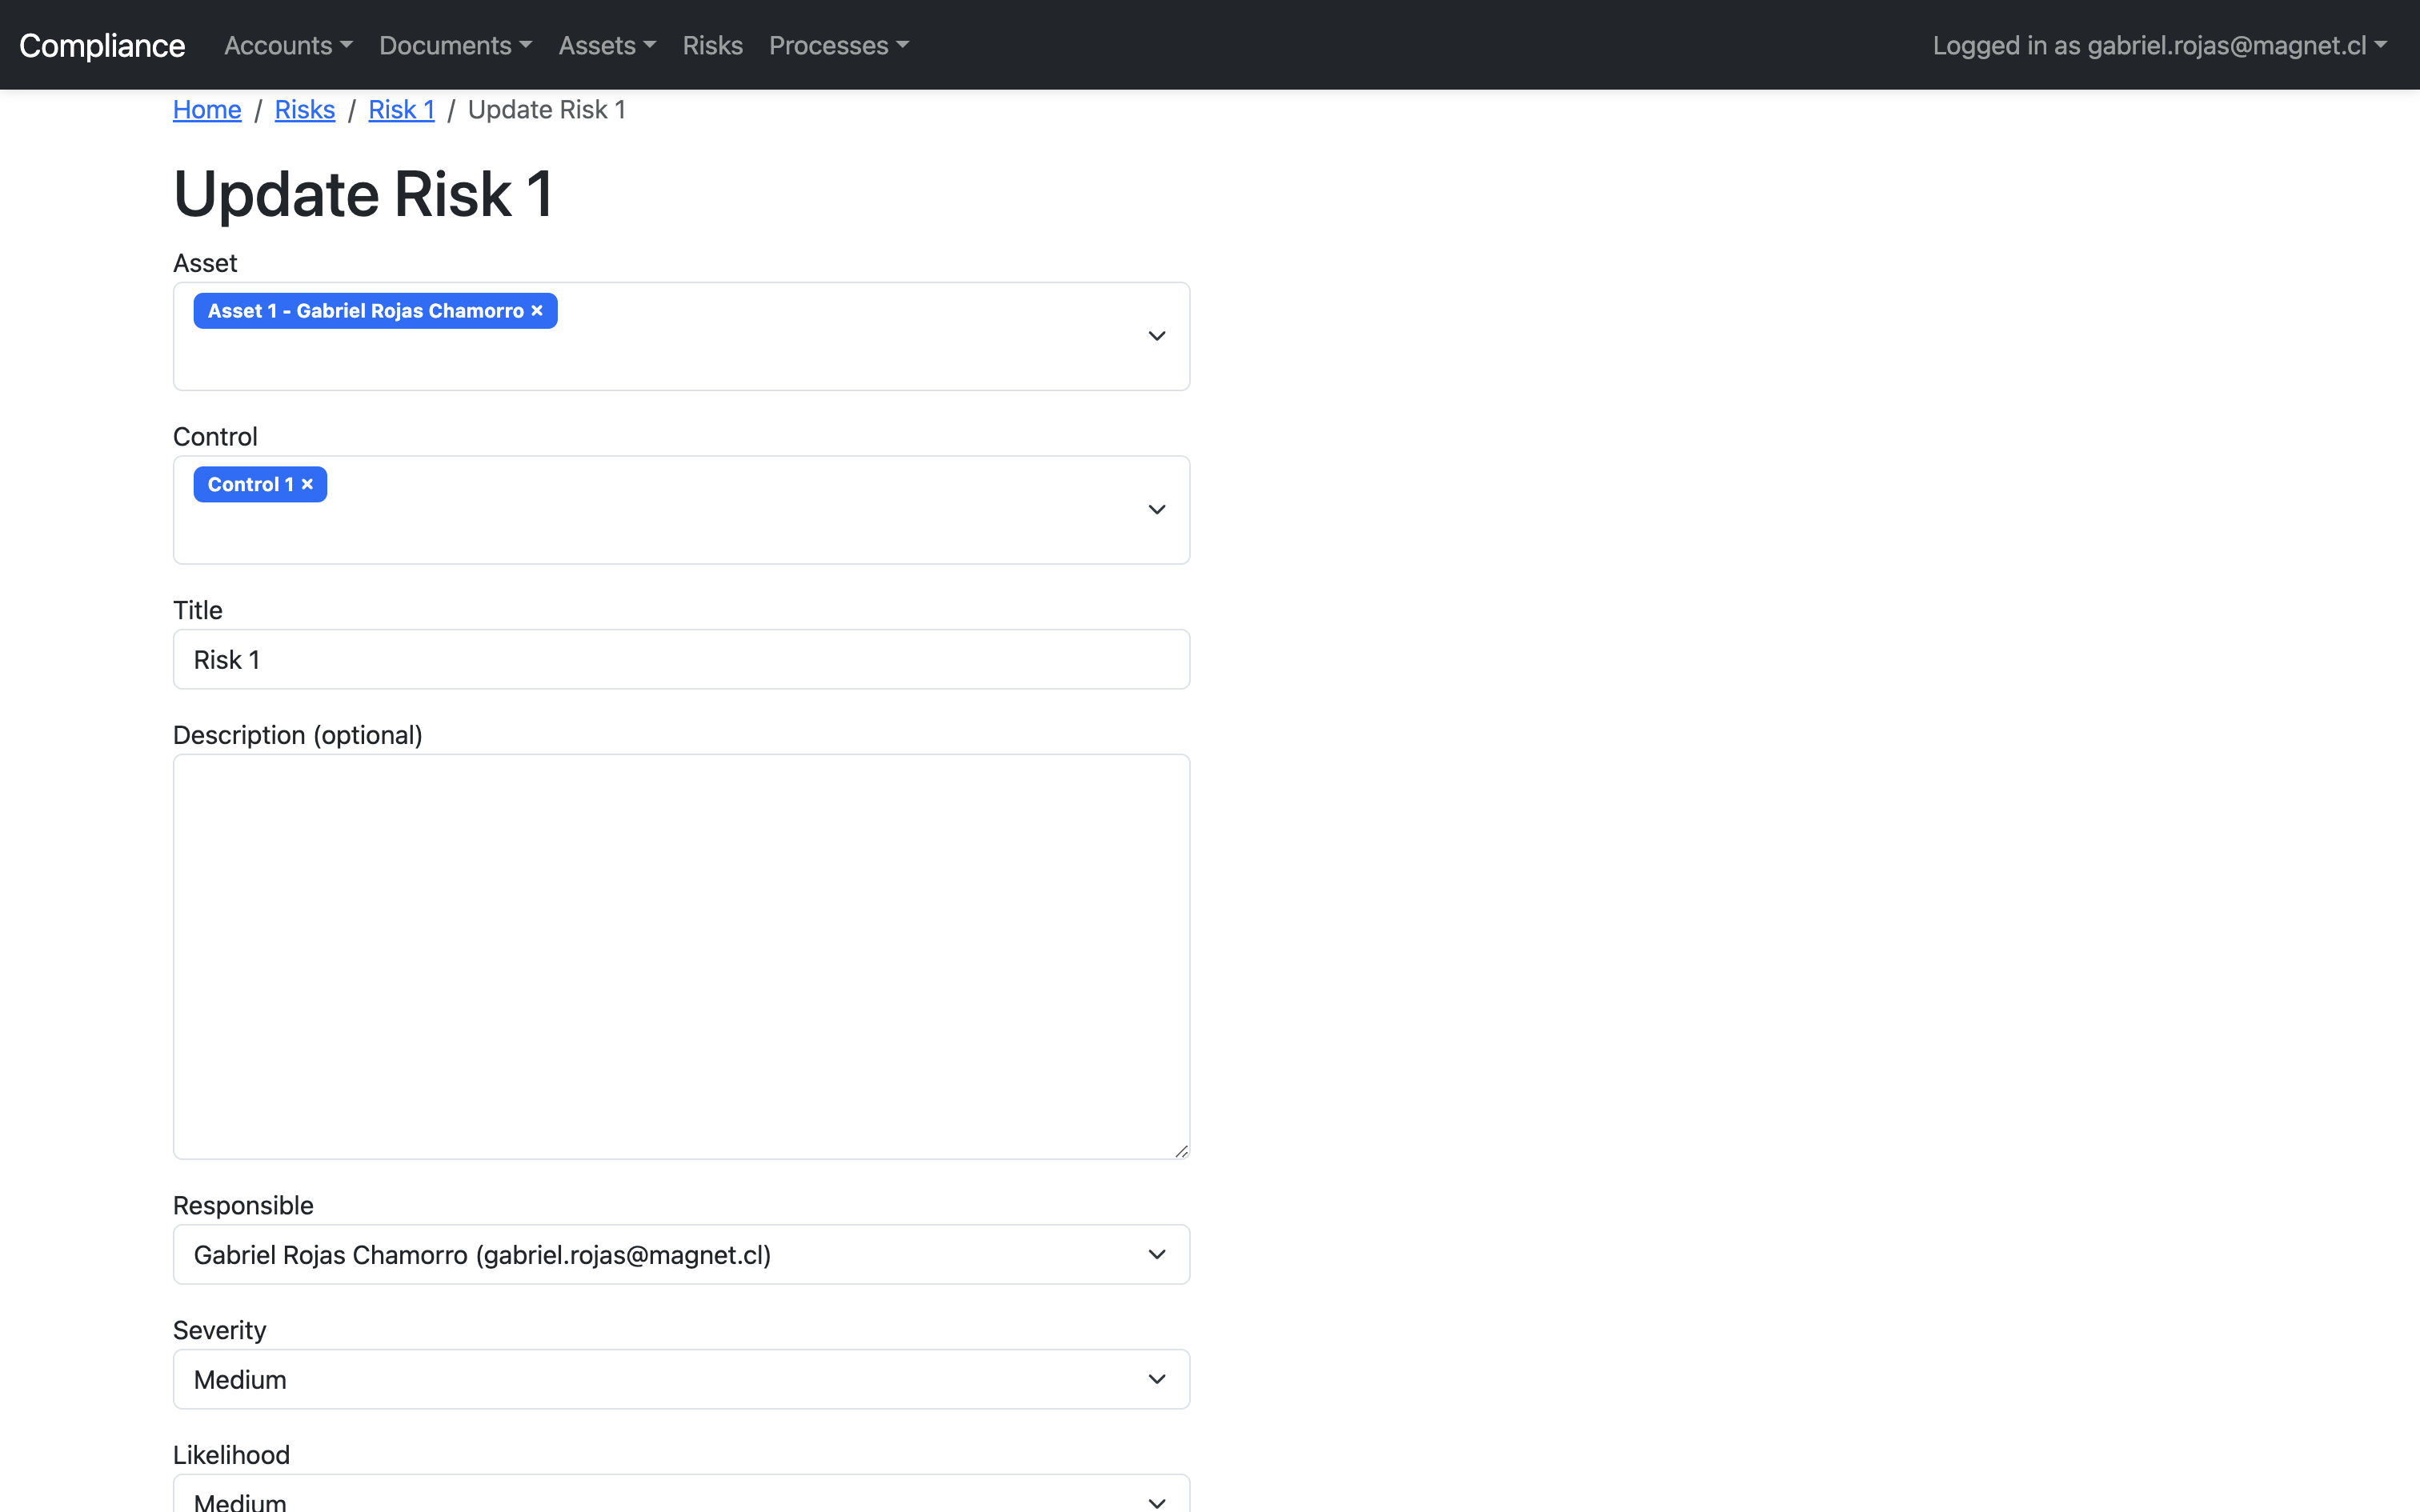 Compliance Accounts Documents Assets Risks Processes Logged in as gabriel.rojas@magnet.cl
Home / Risks / Risk 1 / Update Risk 1
Update Risk 1
Asset
Asset 1 - Gabriel Rojas Chamorro ×
Control
Control 1 ×
Title
Risk 1
Description (optional)
Responsible
Gabriel Rojas Chamorro (gabriel.rojas@magnet.cl)
Severity
Medium
Likelihood
Medium